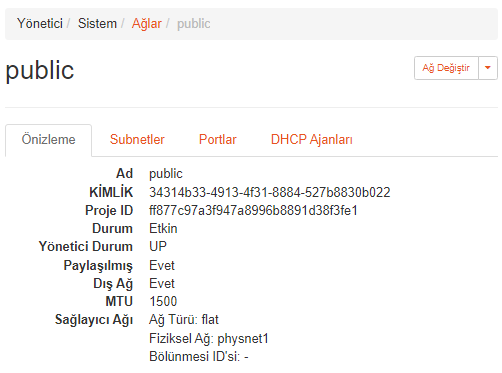 Yönetici / Sistem / Ağlar / public
public
Ağ Değiştir
Önizleme Subnetler Portlar DHCP Ajanları
Ad public
KİMLİK 34314b33-4913-4f31-8884-527b8830b022
Proje ID ff877c97a3f947a8996b8891d38f3fe1
Durum Etkin
Yönetici Durum UP
Paylaşılmış Evet
Dış Ağ Evet
MTU 1500
Sağlayıcı Ağı Ağ Türü: flat
Fiziksel Ağ: physnet1
Bölünmesi ID'si: -